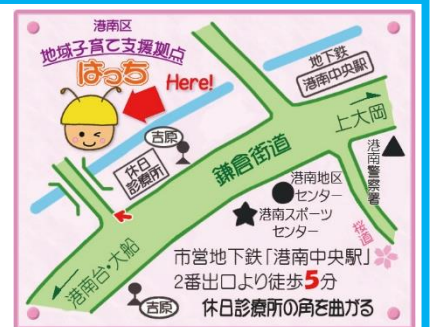 港南区
地域子育て支援拠点
はっち
Here!
地下鉄
港南中央駅
上大岡
吉原
休日
診療所
鎌倉街道
港南警察署
港南地区
センター
港南スポーツ
センター
桜道
港南台・大船
市営地下鉄「港南中央駅」
2番出口より徒歩5分
吉原
休日診療所の角を曲がる